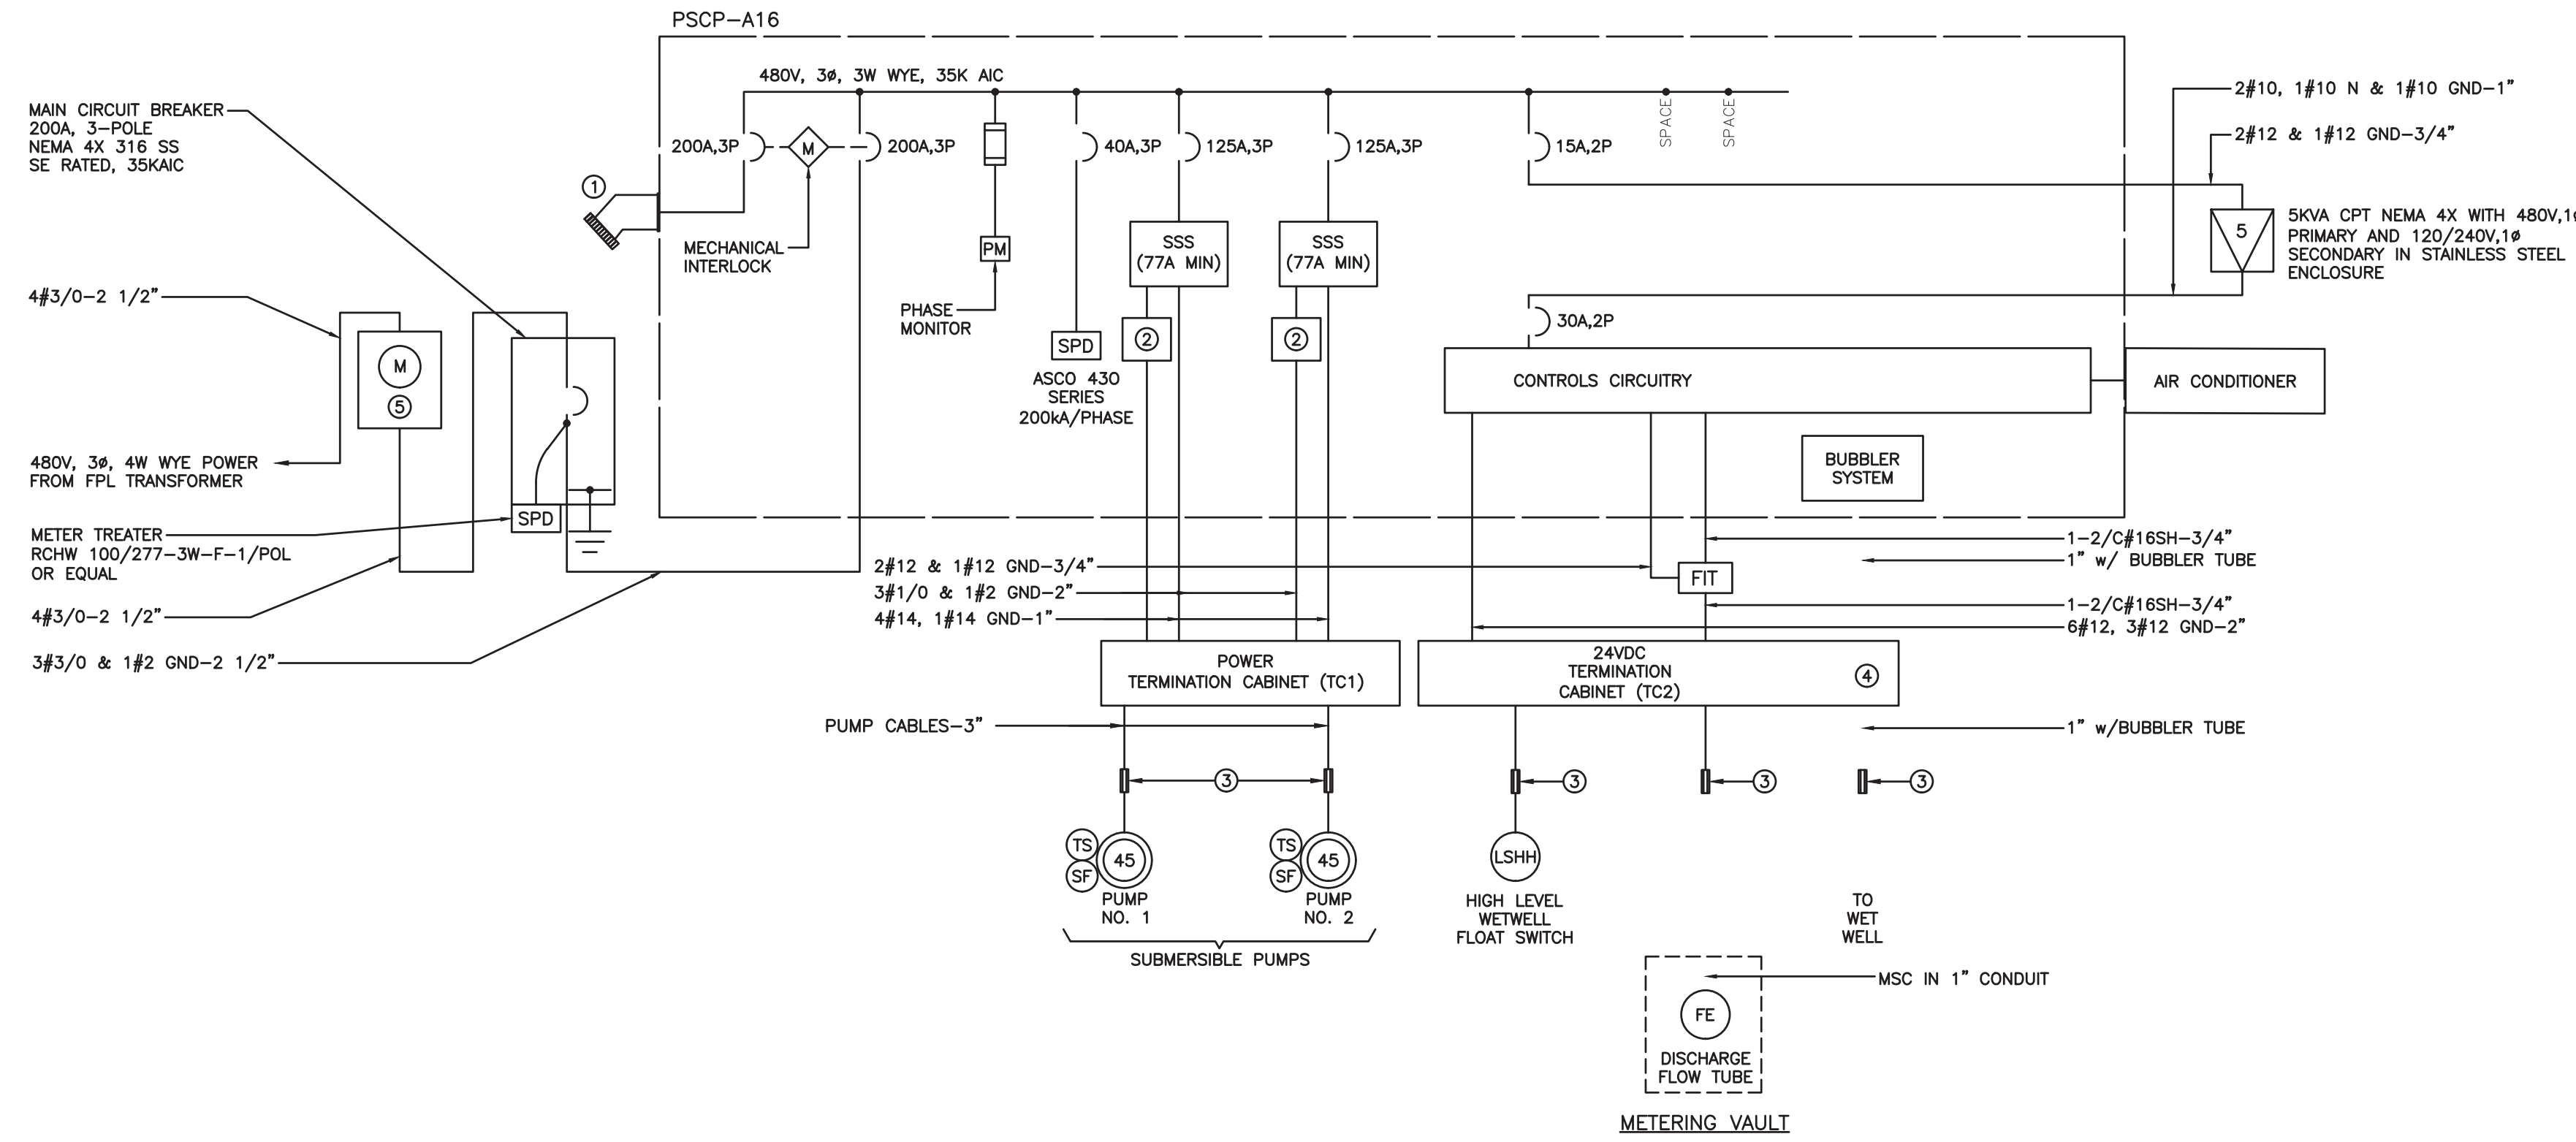 PSCP-A16
480V, 3ø, 3W WYE, 35K AIC
MAIN CIRCUIT BREAKER
200A, 3-POLE
NEMA 4X 316 SS
SE RATED, 35KAIC
200A,3P
M
200A,3P
40A,3P
125A,3P
125A,3P
15A,2P
SPACE
SPACE
2#10, 1#10 N & 1#10 GND-1"
2#12 & 1#12 GND-3/4"
1
MECHANICAL
INTERLOCK
PM
PHASE
MONITOR
SSS
(77A MIN)
SSS
(77A MIN)
5
5KVA CPT NEMA 4X WITH 480V,1ø
PRIMARY AND 120/240V,1ø
SECONDARY IN STAINLESS STEEL
ENCLOSURE
4#3/0-2 1/2"
M
5
2
2
SPD
ASCO 430
SERIES
200kA/PHASE
30A,2P
CONTROLS CIRCUITRY
AIR CONDITIONER
BUBBLER
SYSTEM
480V, 3ø, 4W WYE POWER
FROM FPL TRANSFORMER
SPD
METER TREATER
RCHW 100/277-3W-F-1/POL
OR EQUAL
4#3/0-2 1/2"
3#3/0 & 1#2 GND-2 1/2"
2#12 & 1#12 GND-3/4"
3#1/0 & 1#2 GND-2"
4#14, 1#14 GND-1"
FIT
1-2/C#16SH-3/4"
1" w/ BUBBLER TUBE
1-2/C#16SH-3/4"
6#12, 3#12 GND-2"
POWER
TERMINATION CABINET (TC1)
24VDC
TERMINATION
CABINET (TC2)
4
PUMP CABLES-3"
1" w/BUBBLER TUBE
3
3
3
3
TS
SF
45
PUMP
NO. 1
TS
SF
45
PUMP
NO. 2
SUBMERSIBLE PUMPS
LSHH
HIGH LEVEL
WETWELL
FLOAT SWITCH
TO
WET
WELL
MSC IN 1" CONDUIT
FE
DISCHARGE
FLOW TUBE
METERING VAULT